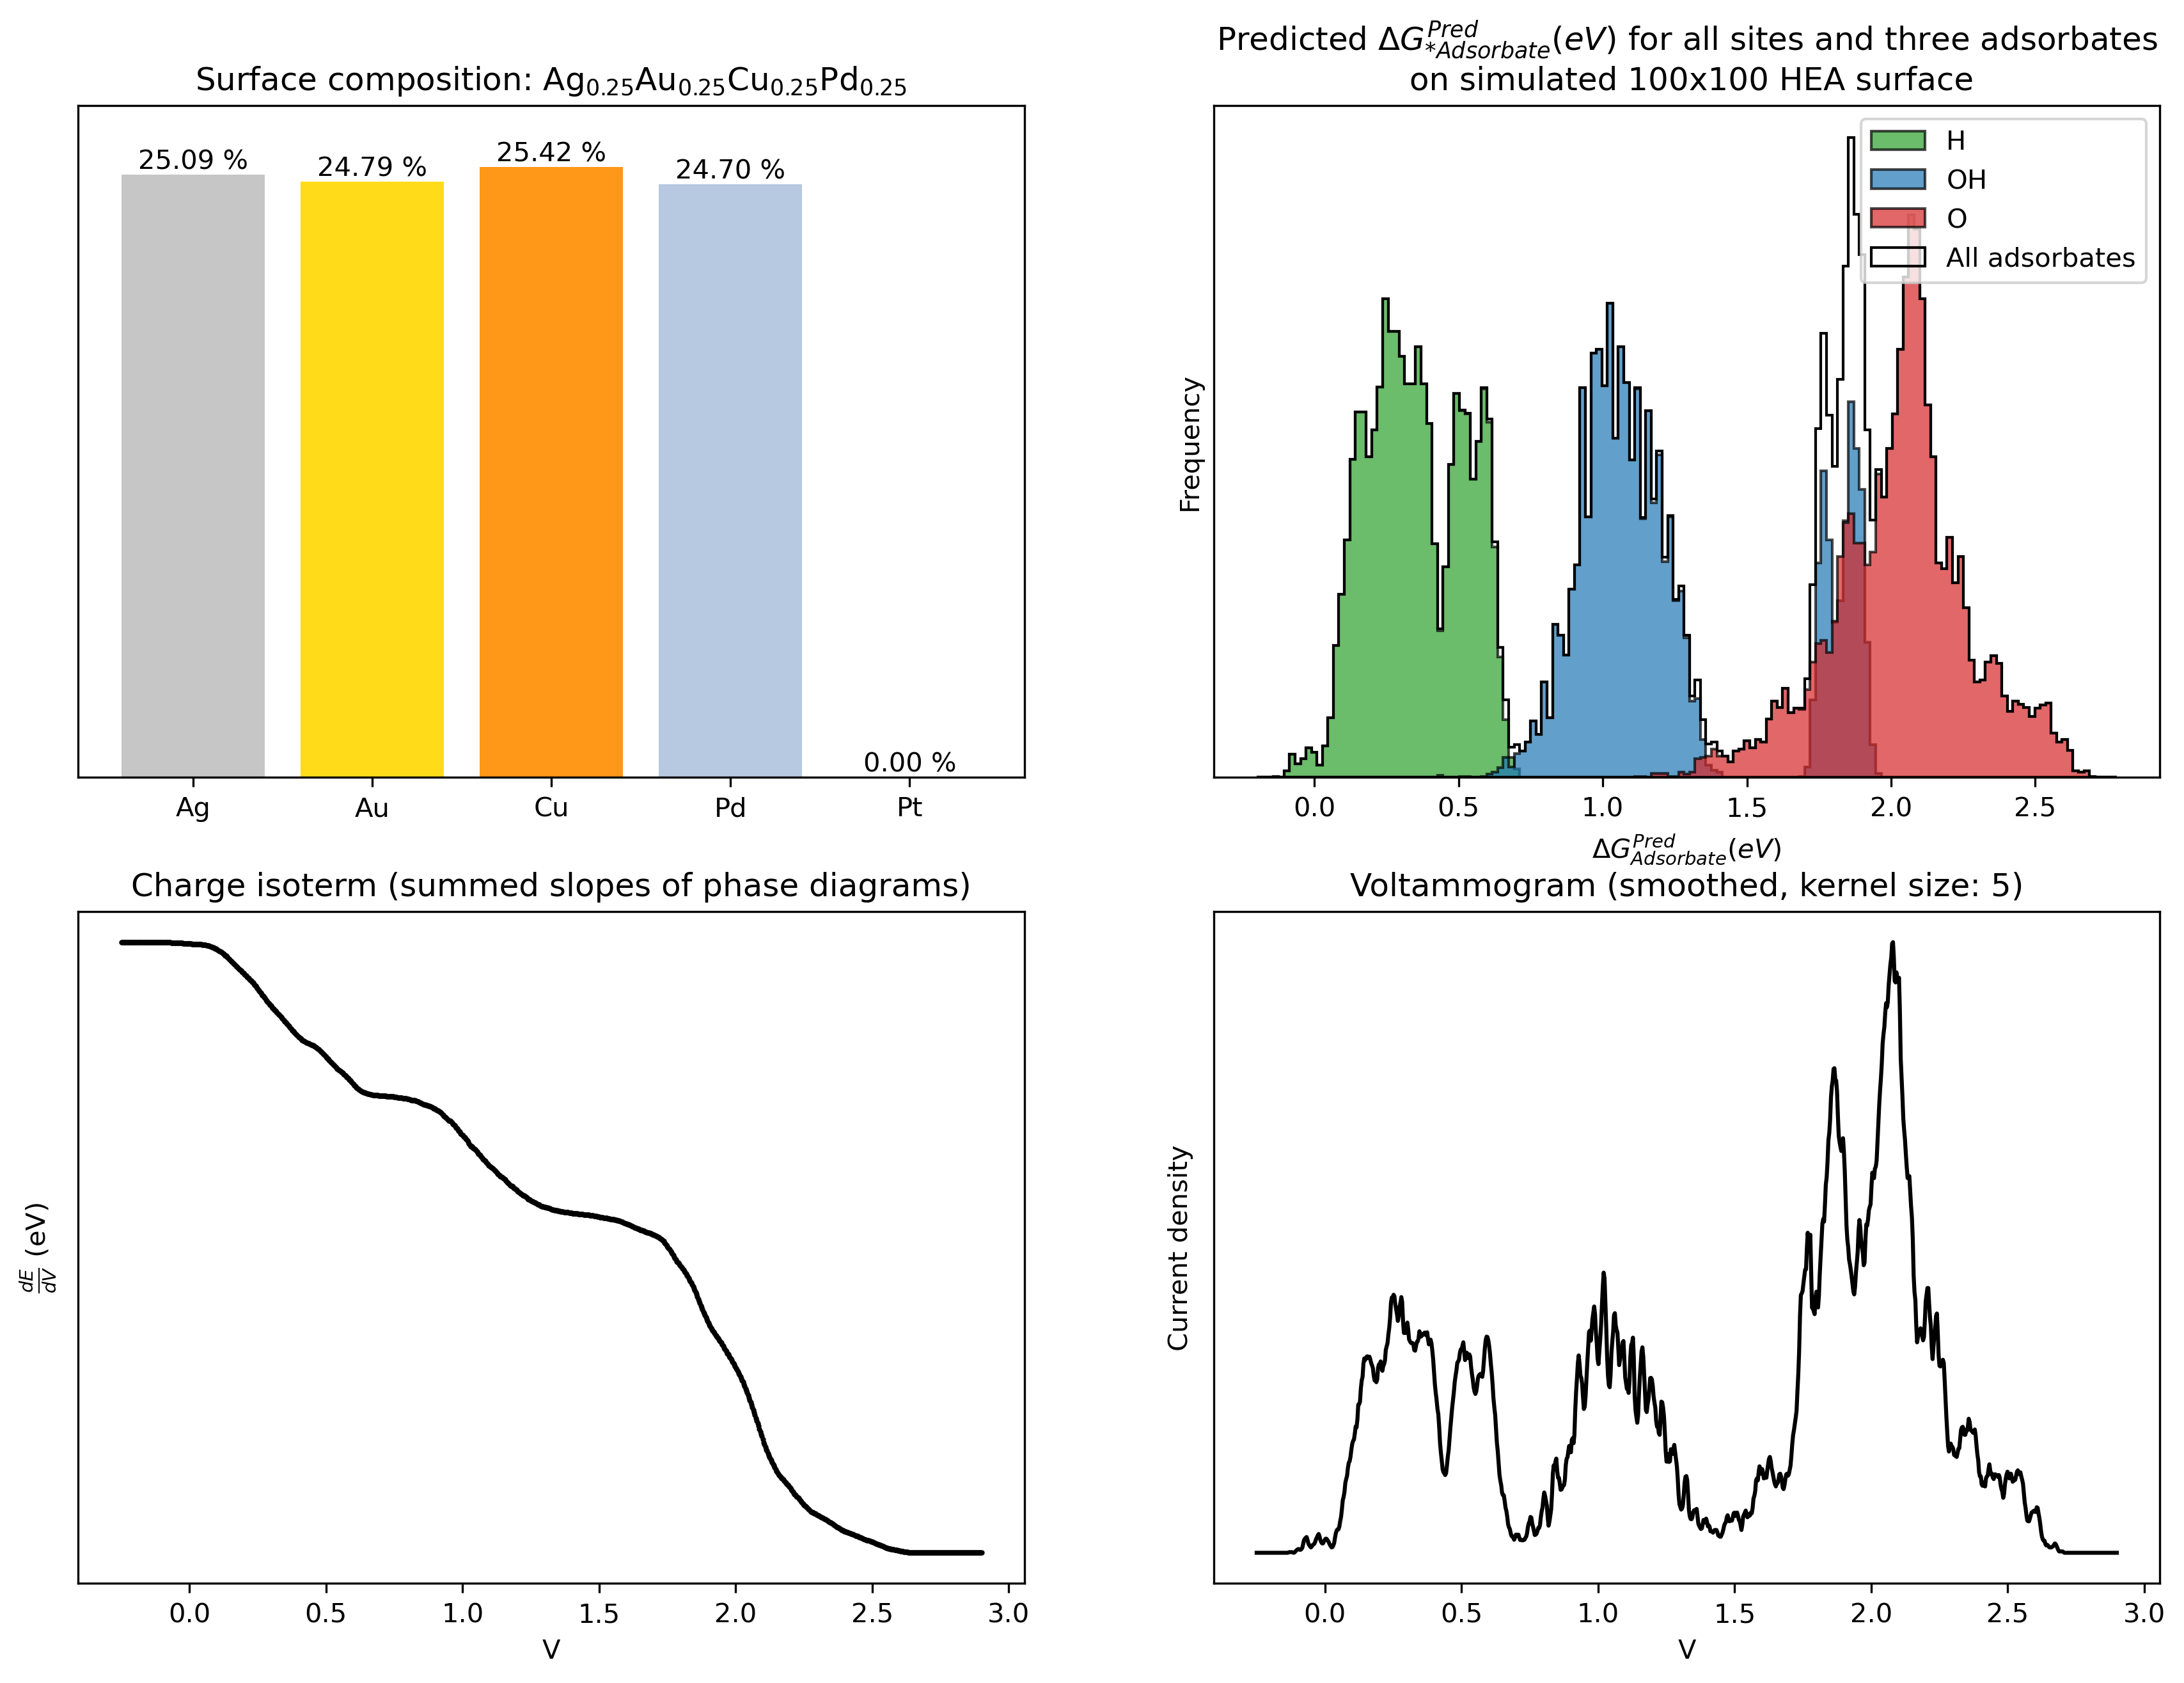 Surface composition: Ag₀.₂₅Au₀.₂₅Cu₀.₂₅Pd₀.₂₅
25.09 %
24.79 %
25.42 %
24.70 %
0.00 %
Ag Au Cu Pd Pt
Predicted ΔG^{Pred}_{*Adsorbate}(eV) for all sites and three adsorbates
on simulated 100x100 HEA surface
H
OH
O
All adsorbates
Frequency
0.0 0.5 1.0 1.5 2.0 2.5
ΔG^{Pred}_{Adsorbate}(eV)
Charge isoterm (summed slopes of phase diagrams)
dE/dV (eV)
0.0 0.5 1.0 1.5 2.0 2.5 3.0
V
Voltammogram (smoothed, kernel size: 5)
Current density
0.0 0.5 1.0 1.5 2.0 2.5 3.0
V